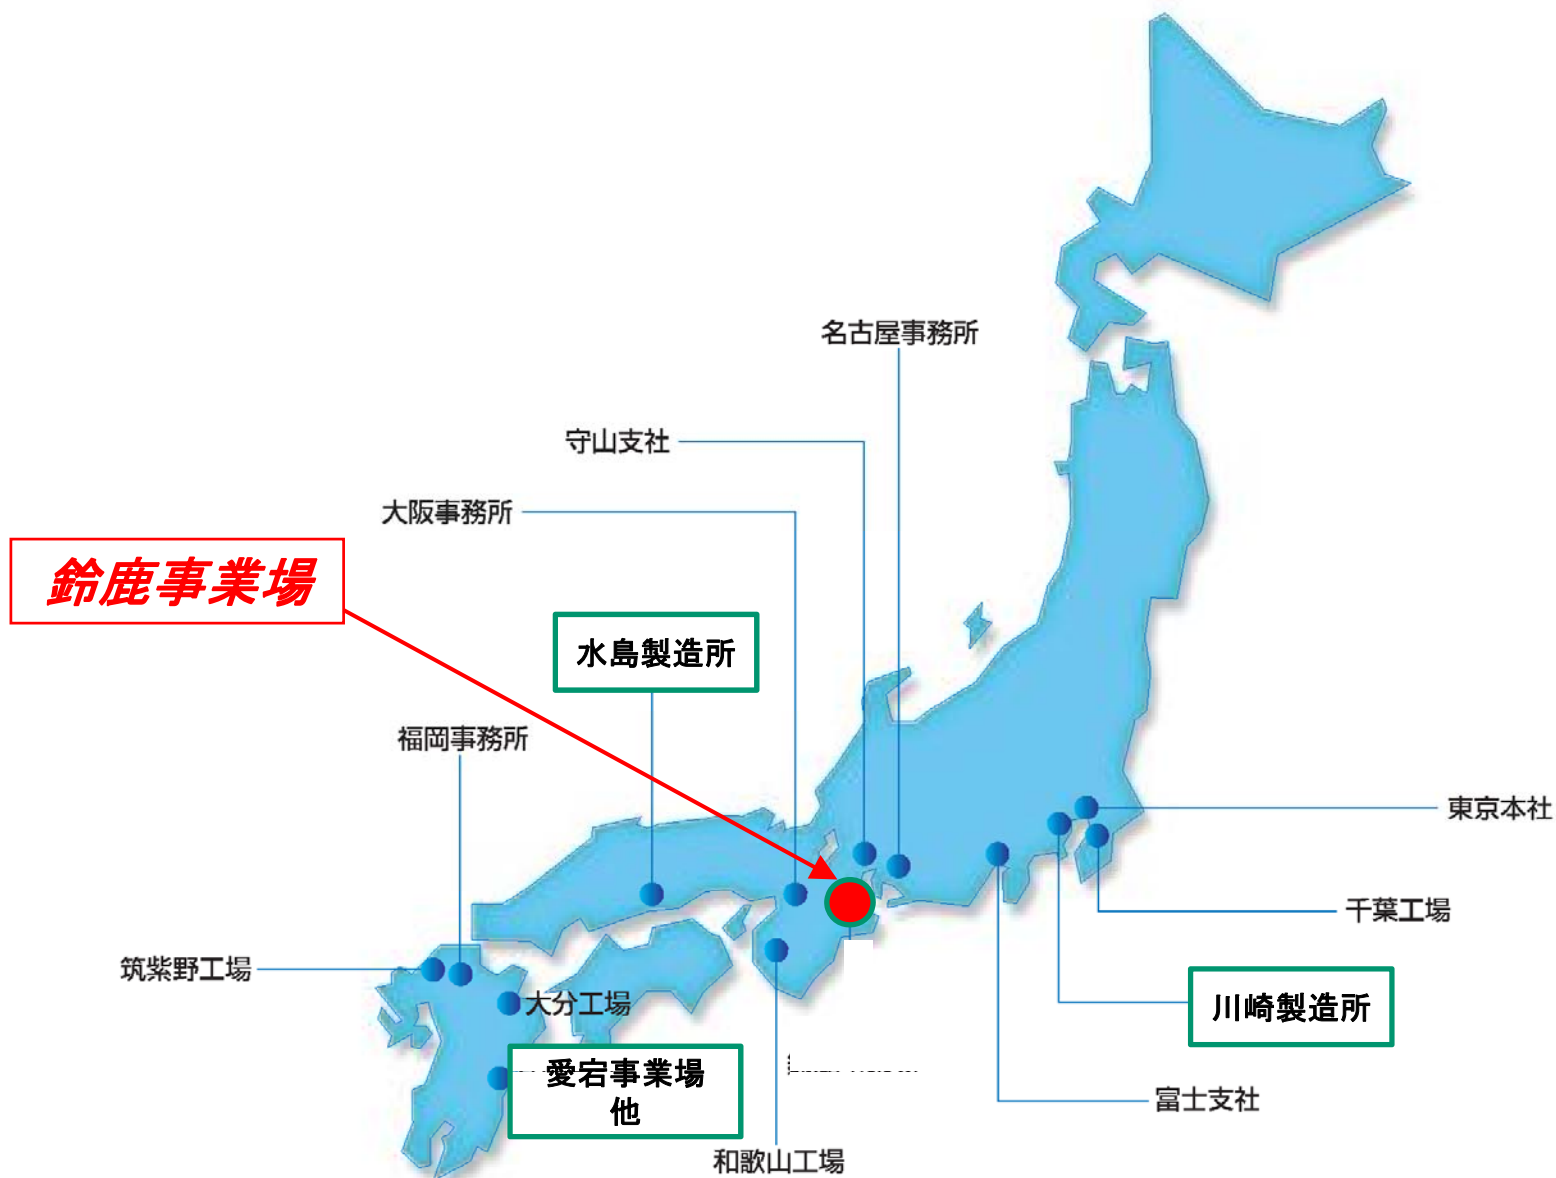 名古屋事務所
守山支社
大阪事務所
鈴鹿事業場
水島製造所
福岡事務所
東京本社
千葉工場
筑紫野工場
大分工場
川崎製造所
愛宕事業場
他
富士支社
和歌山工場